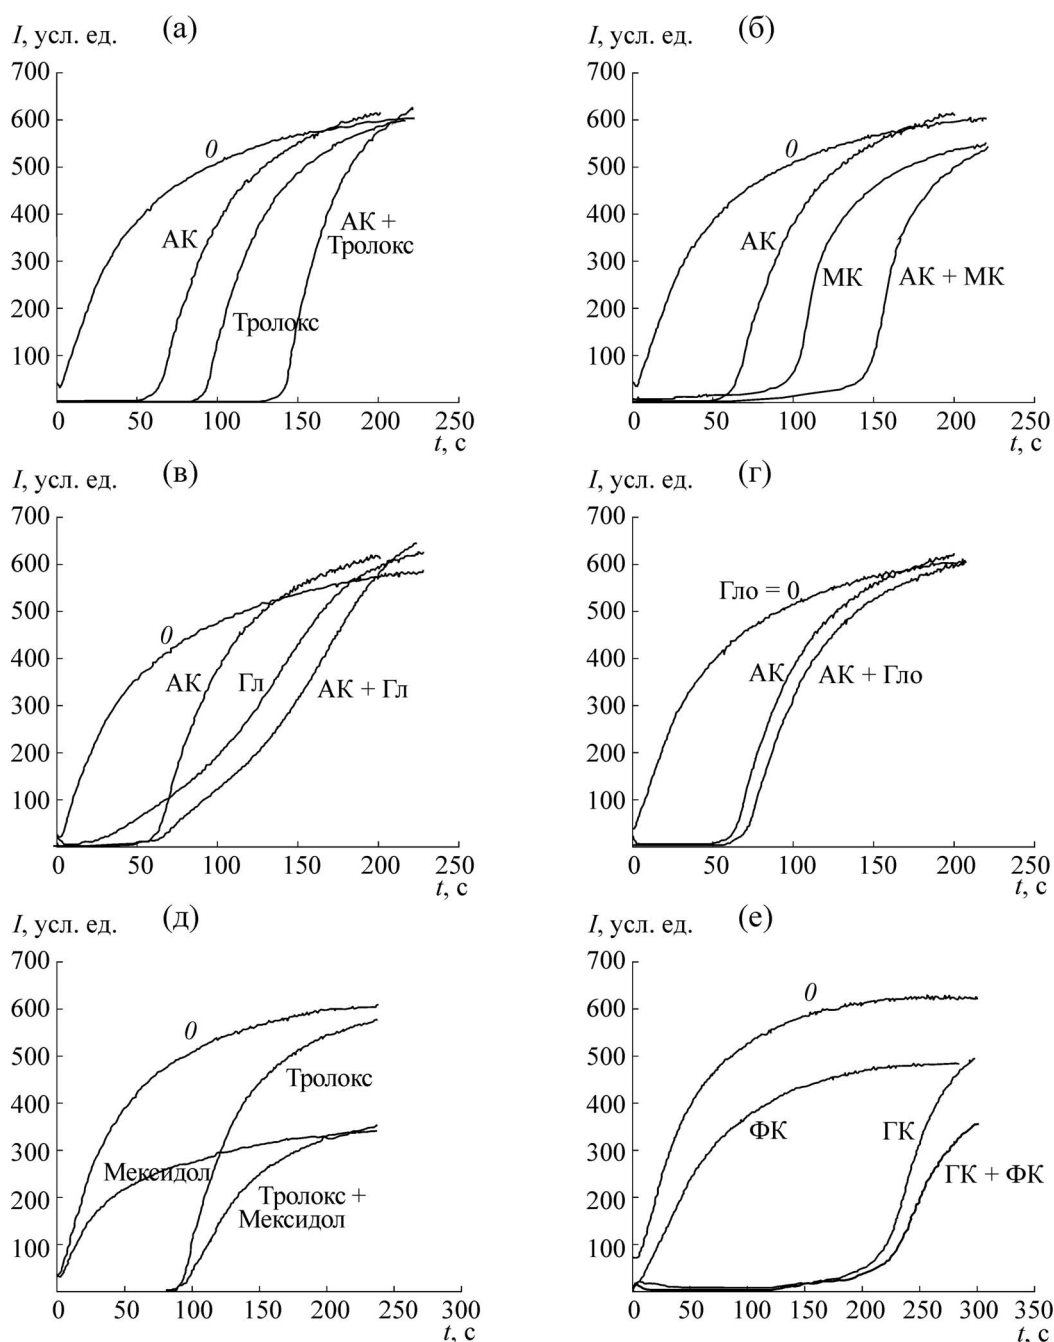 I, усл. ед. (а)
700
600
500
400
300
200
100
0
АК
Тролокс
АК +
Тролокс
0 50 100 150 200 250
t, с
I, усл. ед. (б)
700
600
500
400
300
200
100
0
АК
МК
АК + МК
0 50 100 150 200 250
t, с
I, усл. ед. (в)
700
600
500
400
300
200
100
0
АК
Гл
АК + Гл
0 50 100 150 200 250
t, с
I, усл. ед. (г)
700
600
500
400
300
200
100
Гло = 0
АК
АК + Гло
0 50 100 150 200 250
t, с
I, усл. ед. (д)
700
600
500
400
300
200
100
0
Тролокс
Мексидол
Тролокс +
Мексидол
0 50 100 150 200 250 300
t, с
I, усл. ед. (е)
700
600
500
400
300
200
100
0
ФК
ГК
ГК + ФК
0 50 100 150 200 250 300 350
t, с